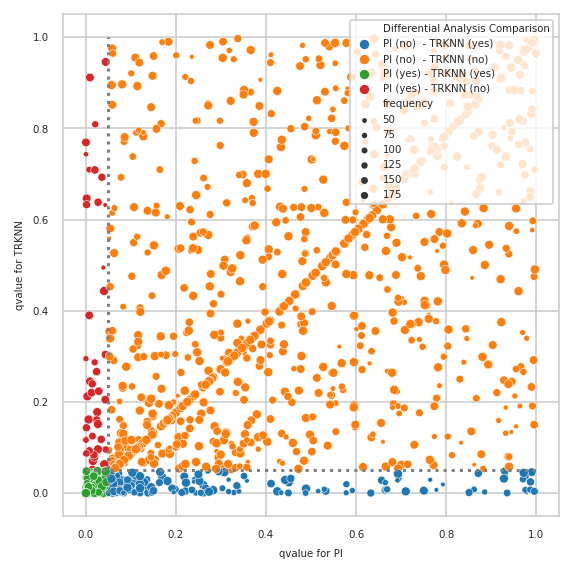 Differential Analysis Comparison
PI (no)  - TRKNN (yes)
PI (no)  - TRKNN (no)
PI (yes) - TRKNN (yes)
PI (yes) - TRKNN (no)
frequency
50
75
100
125
150
175
1.0
0.8
0.6
0.4
0.2
0.0
qvalue for TRKNN
0.0 0.2 0.4 0.6 0.8 1.0
qvalue for PI